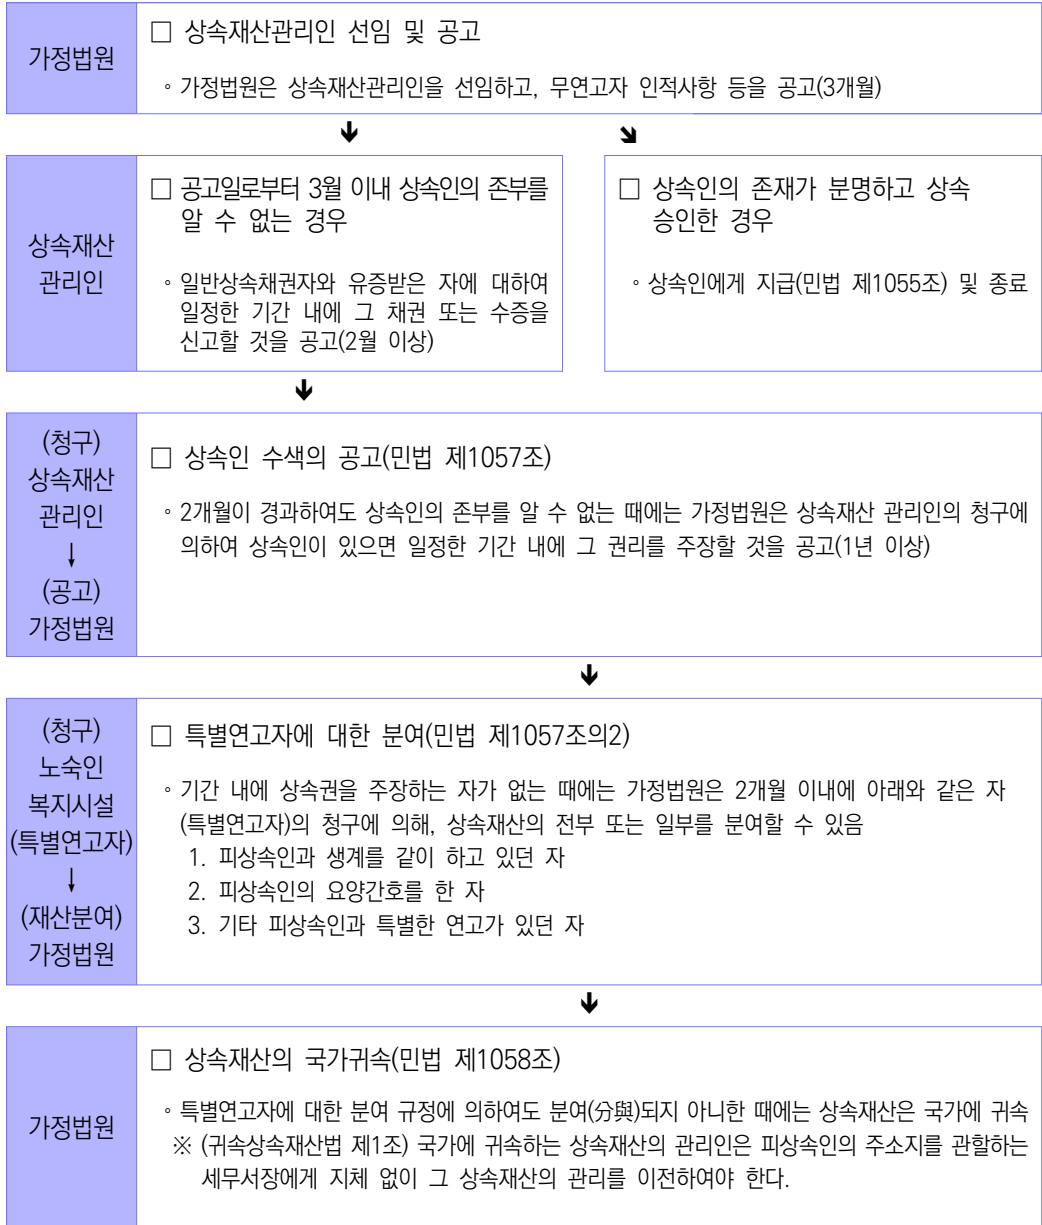 가정법원
□ 상속재산관리인 선임 및 공고
◦ 가정법원은 상속재산관리인을 선임하고, 무연고자 인적사항 등을 공고(3개월)
🡻
🡾
상속재산
관리인
□ 공고일로부터 3월 이내 상속인의 존부를
알 수 없는 경우
◦ 일반상속채권자와 유증받은 자에 대하여
일정한 기간 내에 그 채권 또는 수증을
신고할 것을 공고(2월 이상)
□ 상속인의 존재가 분명하고 상속
승인한 경우
◦ 상속인에게 지급(민법 제1055조) 및 종료
🡻
(청구)
상속재산
관리인
↓
(공고)
가정법원
□ 상속인 수색의 공고(민법 제1057조)
◦ 2개월이 경과하여도 상속인의 존부를 알 수 없는 때에는 가정법원은 상속재산 관리인의 청구에
의하여 상속인이 있으면 일정한 기간 내에 그 권리를 주장할 것을 공고(1년 이상)
🡻
(청구)
노숙인
복지시설
(특별연고자)
↓
(재산분여)
가정법원
□ 특별연고자에 대한 분여(민법 제1057조의2)
◦ 기간 내에 상속권을 주장하는 자가 없는 때에는 가정법원은 2개월 이내에 아래와 같은 자
(특별연고자)의 청구에 의해, 상속재산의 전부 또는 일부를 분여할 수 있음
1. 피상속인과 생계를 같이 하고 있던 자
2. 피상속인의 요양간호를 한 자
3. 기타 피상속인과 특별한 연고가 있던 자
🡻
가정법원
□ 상속재산의 국가귀속(민법 제1058조)
◦ 특별연고자에 대한 분여 규정에 의하여도 분여(分與)되지 아니한 때에는 상속재산은 국가에 귀속
※ (귀속상속재산법 제1조) 국가에 귀속하는 상속재산의 관리인은 피상속인의 주소지를 관할하는
세무서장에게 지체 없이 그 상속재산의 관리를 이전하여야 한다.